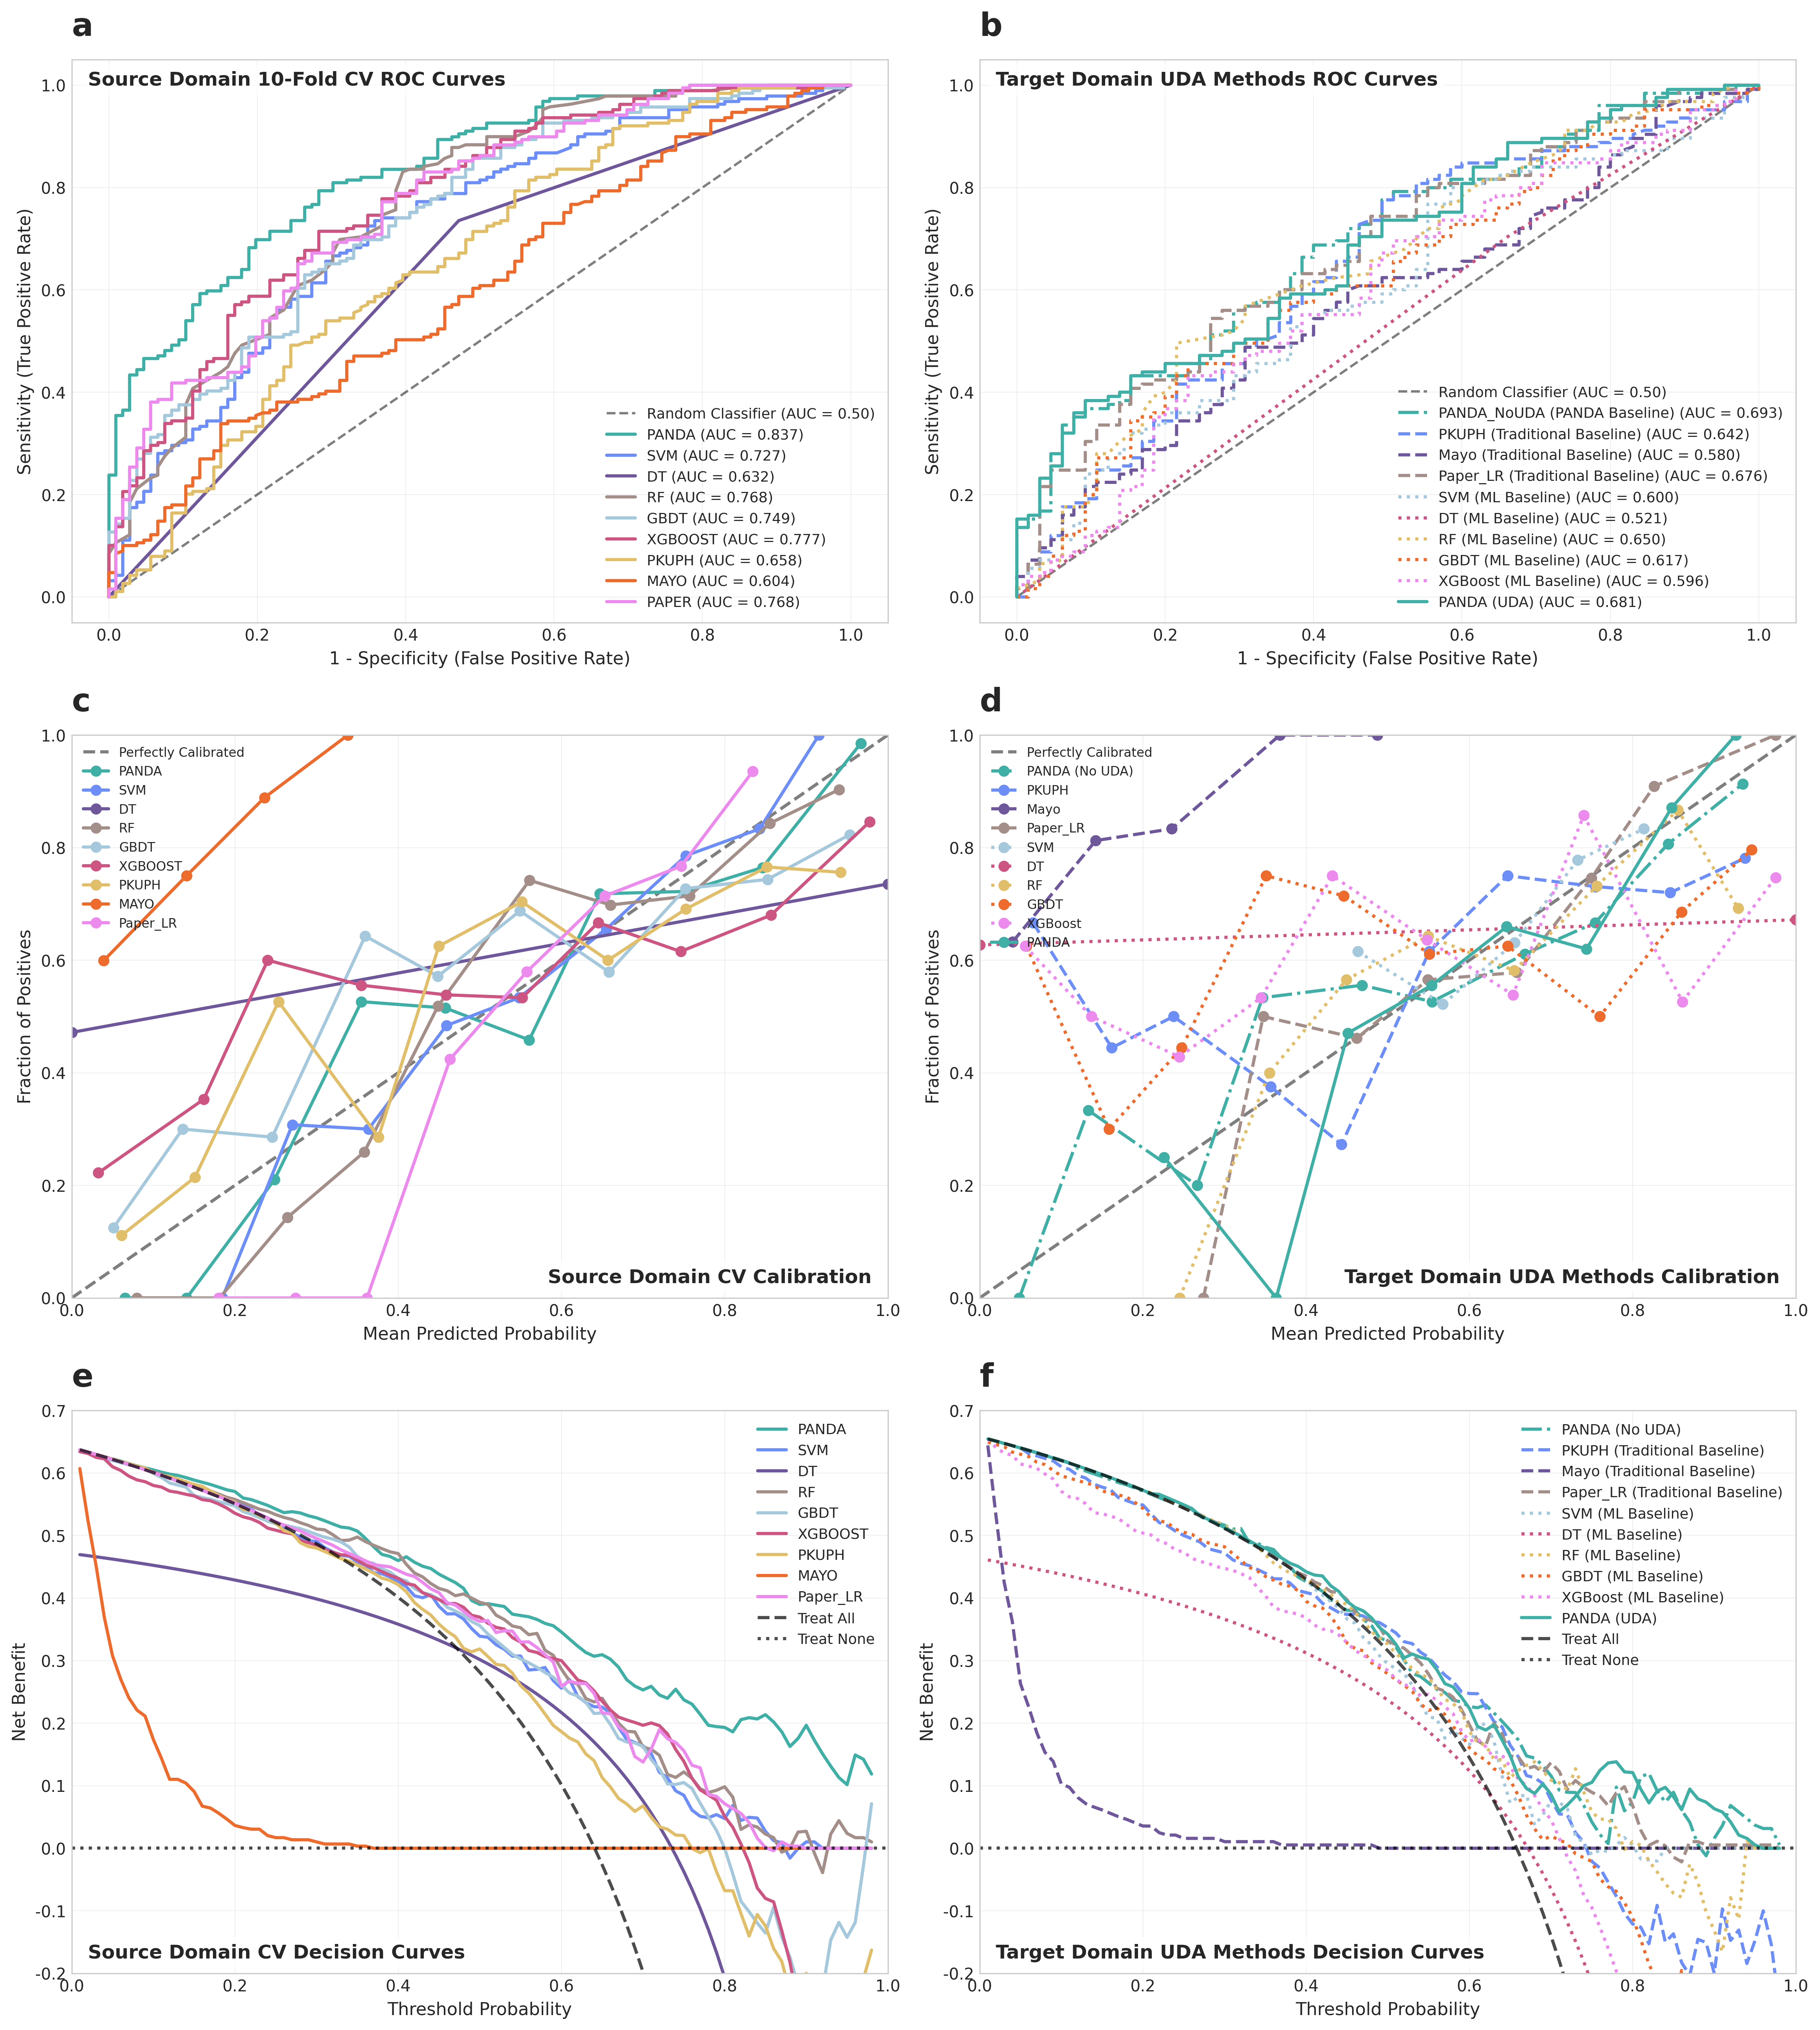 a
Source Domain 10-Fold CV ROC Curves
Sensitivity (True Positive Rate)
1.0
0.8
0.6
0.4
0.2
0.0
Random Classifier (AUC = 0.50)
PANDA (AUC = 0.837)
SVM (AUC = 0.727)
DT (AUC = 0.632)
RF (AUC = 0.768)
GBDT (AUC = 0.749)
XGBOOST (AUC = 0.777)
PKUPH (AUC = 0.658)
MAYO (AUC = 0.604)
PAPER (AUC = 0.768)
0.0 0.2 0.4 0.6 0.8 1.0
1 - Specificity (False Positive Rate)
b
Target Domain UDA Methods ROC Curves
Sensitivity (True Positive Rate)
1.0
0.8
0.6
0.4
0.2
0.0
Random Classifier (AUC = 0.50)
PANDA_NoUDA (PANDA Baseline) (AUC = 0.693)
PKUPH (Traditional Baseline) (AUC = 0.642)
Mayo (Traditional Baseline) (AUC = 0.580)
Paper_LR (Traditional Baseline) (AUC = 0.676)
SVM (ML Baseline) (AUC = 0.600)
DT (ML Baseline) (AUC = 0.521)
RF (ML Baseline) (AUC = 0.650)
GBDT (ML Baseline) (AUC = 0.617)
XGBoost (ML Baseline) (AUC = 0.596)
PANDA (UDA) (AUC = 0.681)
0.0 0.2 0.4 0.6 0.8 1.0
1 - Specificity (False Positive Rate)
c
Fraction of Positives
1.0
0.8
0.6
0.4
0.2
0.0
Perfectly Calibrated
PANDA
SVM
DT
RF
GBDT
XGBOOST
PKUPH
MAYO
Paper_LR
Source Domain CV Calibration
0.0 0.2 0.4 0.6 0.8 1.0
Mean Predicted Probability
d
Fraction of Positives
1.0
0.8
0.6
0.4
0.2
0.0
Perfectly Calibrated
PANDA (No UDA)
PKUPH
Mayo
Paper_LR
SVM
DT
RF
GBDT
XGBoost
PANDA
Target Domain UDA Methods Calibration
0.0 0.2 0.4 0.6 0.8 1.0
Mean Predicted Probability
e
Net Benefit
0.7
0.6
0.5
0.4
0.3
0.2
0.1
0.0
-0.1
-0.2
PANDA
SVM
DT
RF
GBDT
XGBOOST
PKUPH
MAYO
Paper_LR
Treat All
Treat None
Source Domain CV Decision Curves
0.0 0.2 0.4 0.6 0.8 1.0
Threshold Probability
f
Net Benefit
0.7
0.6
0.5
0.4
0.3
0.2
0.1
0.0
-0.1
-0.2
PANDA (No UDA)
PKUPH (Traditional Baseline)
Mayo (Traditional Baseline)
Paper_LR (Traditional Baseline)
SVM (ML Baseline)
DT (ML Baseline)
RF (ML Baseline)
GBDT (ML Baseline)
XGBoost (ML Baseline)
PANDA (UDA)
Treat All
Treat None
Target Domain UDA Methods Decision Curves
0.0 0.2 0.4 0.6 0.8 1.0
Threshold Probability